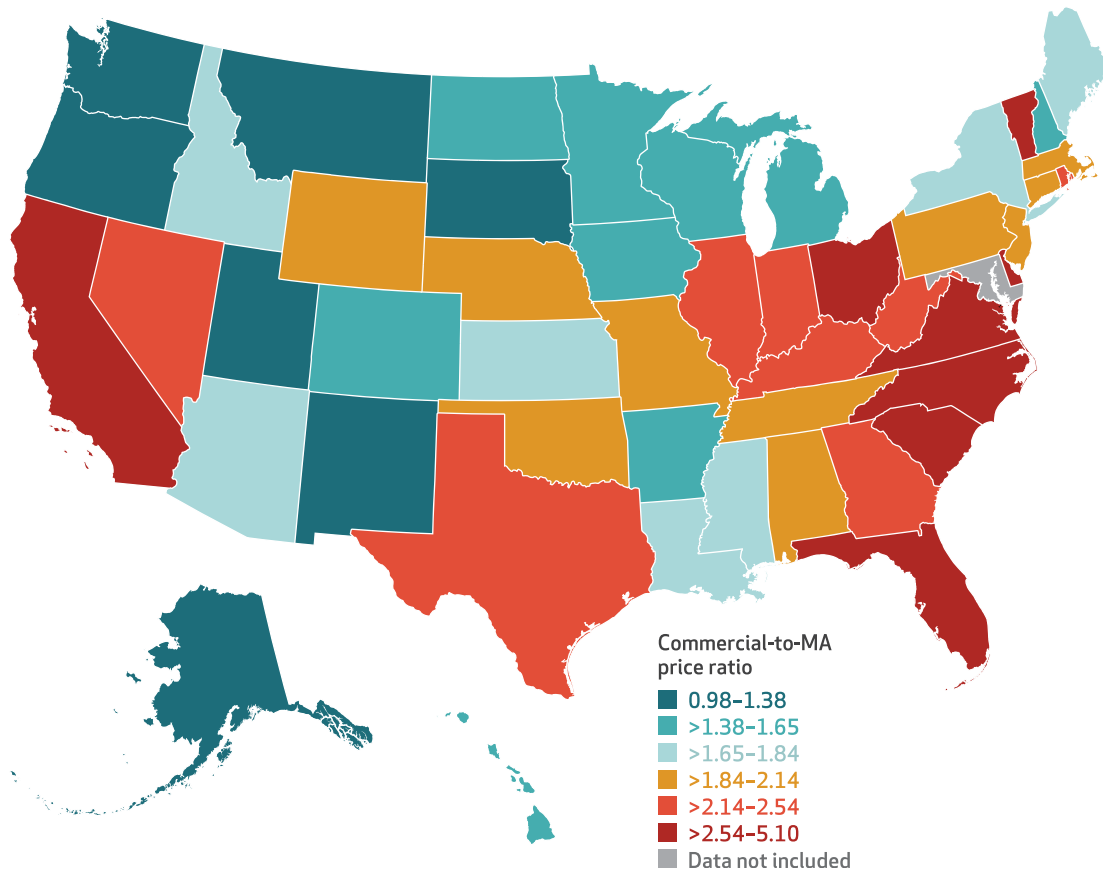 Commercial-to-MA
price ratio
0.98–1.38
>1.38–1.65
>1.65–1.84
>1.84–2.14
>2.14–2.54
>2.54–5.10
Data not included